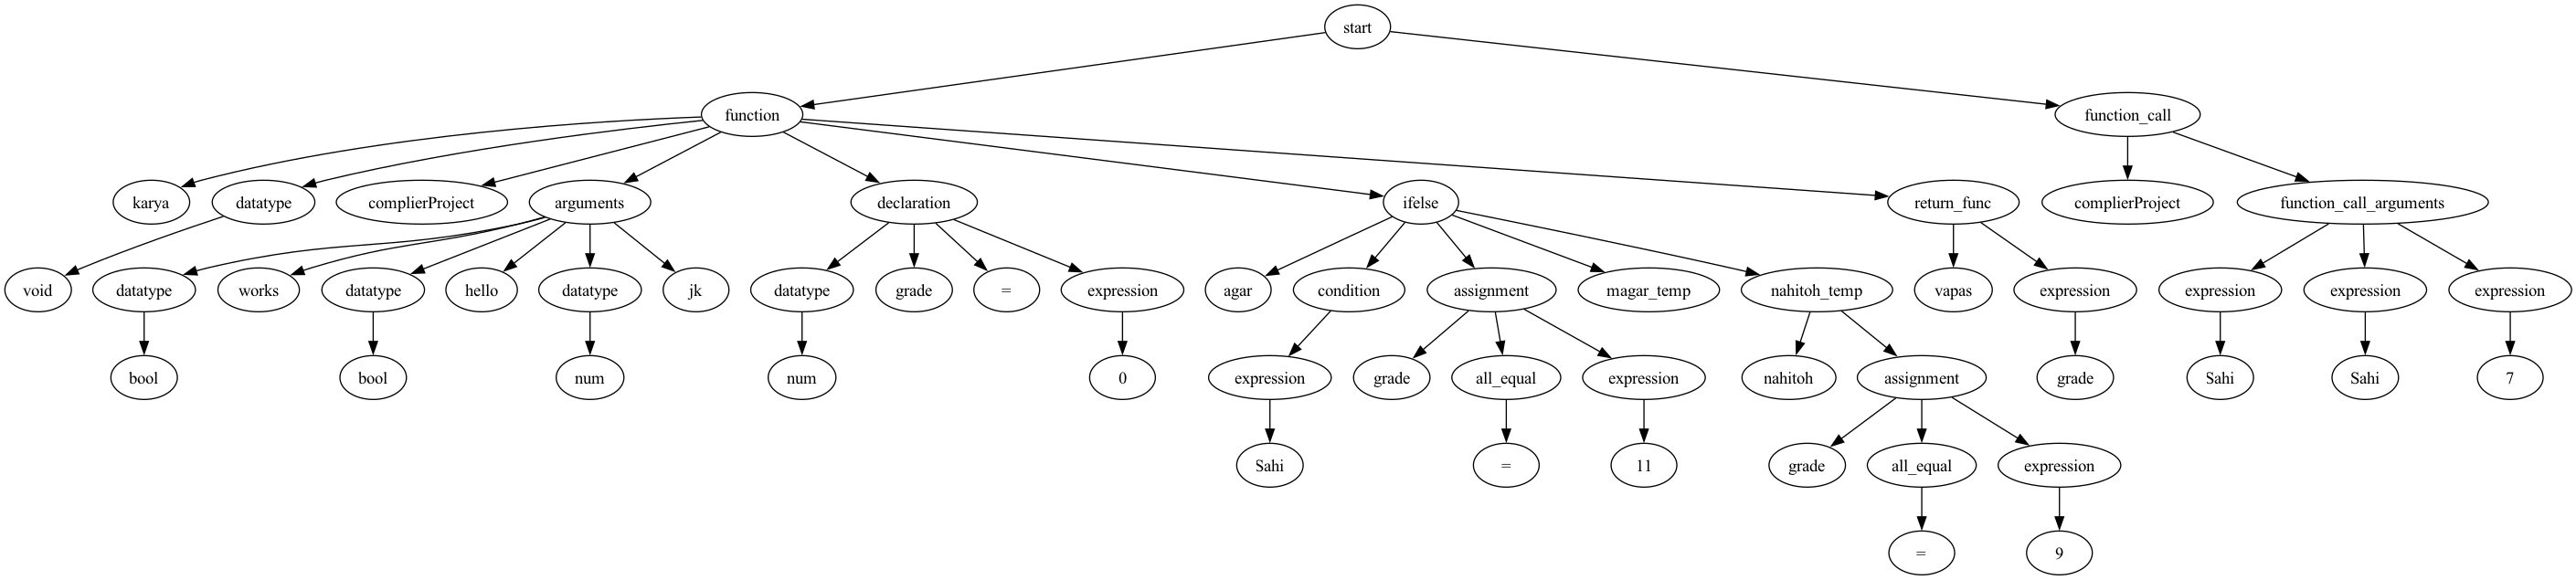 start
function
function_call
karya
datatype
complierProject
arguments
declaration
ifelse
return_func
complierProject
function_call_arguments
void
datatype
works
datatype
hello
datatype
jk
datatype
grade
=
expression
agar
condition
assignment
magar_temp
nahitoh_temp
vapas
expression
expression
expression
expression
bool
bool
num
num
0
expression
grade
all_equal
expression
nahitoh
assignment
grade
Sahi
Sahi
7
Sahi
=
11
grade
all_equal
expression
=
9